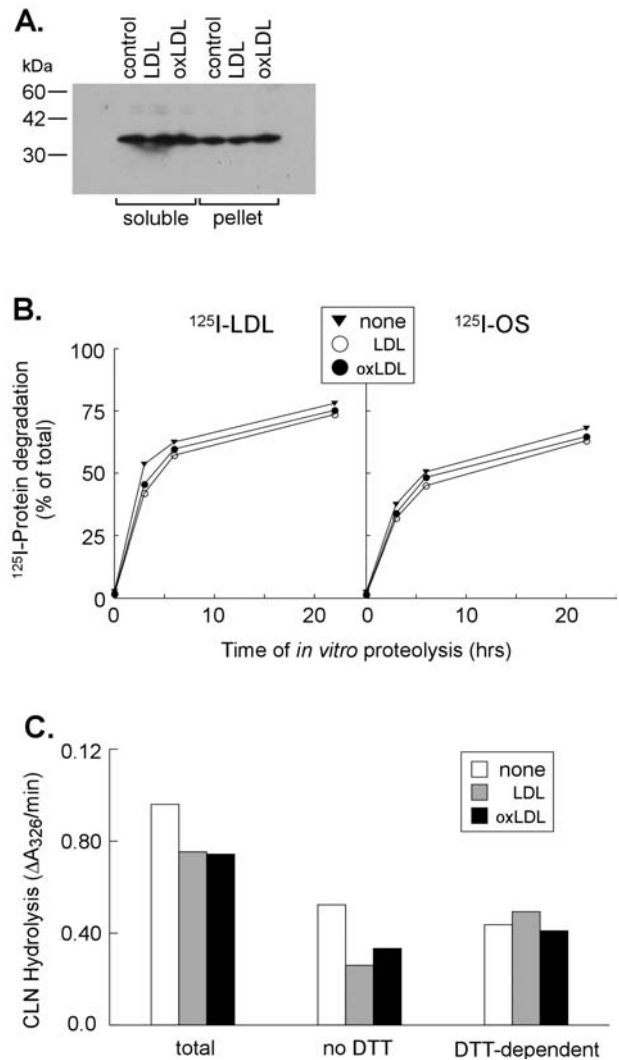 A.
kDa
control
LDL
oxLDL
control
LDL
oxLDL
60
42
30
soluble
pellet
B.
¹²⁵I-LDL
¹²⁵I-OS
none
LDL
oxLDL
¹²⁵I-Protein degradation
(% of total)
100
75
50
25
0
0
10
20
0
10
20
Time of in vitro proteolysis (hrs)
C.
CLN Hydrolysis (ΔA₃₂₆/min)
0.12
0.80
0.40
0.0
none
LDL
oxLDL
total
no DTT
DTT-dependent